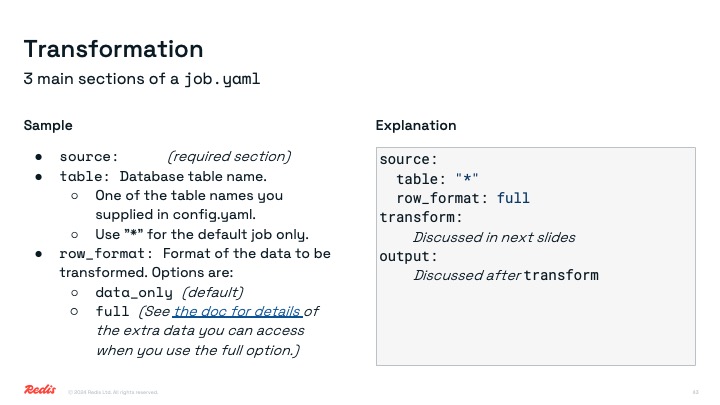 Transformation
3 main sections of a job.yaml
Sample
● source: (required section)
● table: Database table name.
○ One of the table names you
supplied in config.yaml.
○ Use "*" for the default job only.
● row_format: Format of the data to be
transformed. Options are:
○ data_only (default)
○ full (See the doc for details of
the extra data you can access
when you use the full option.)
Explanation
source:
table: "*"
row_format: full
transform:
Discussed in next slides
output:
Discussed after transform
Redis
© 2024 Redis Ltd. All rights reserved.